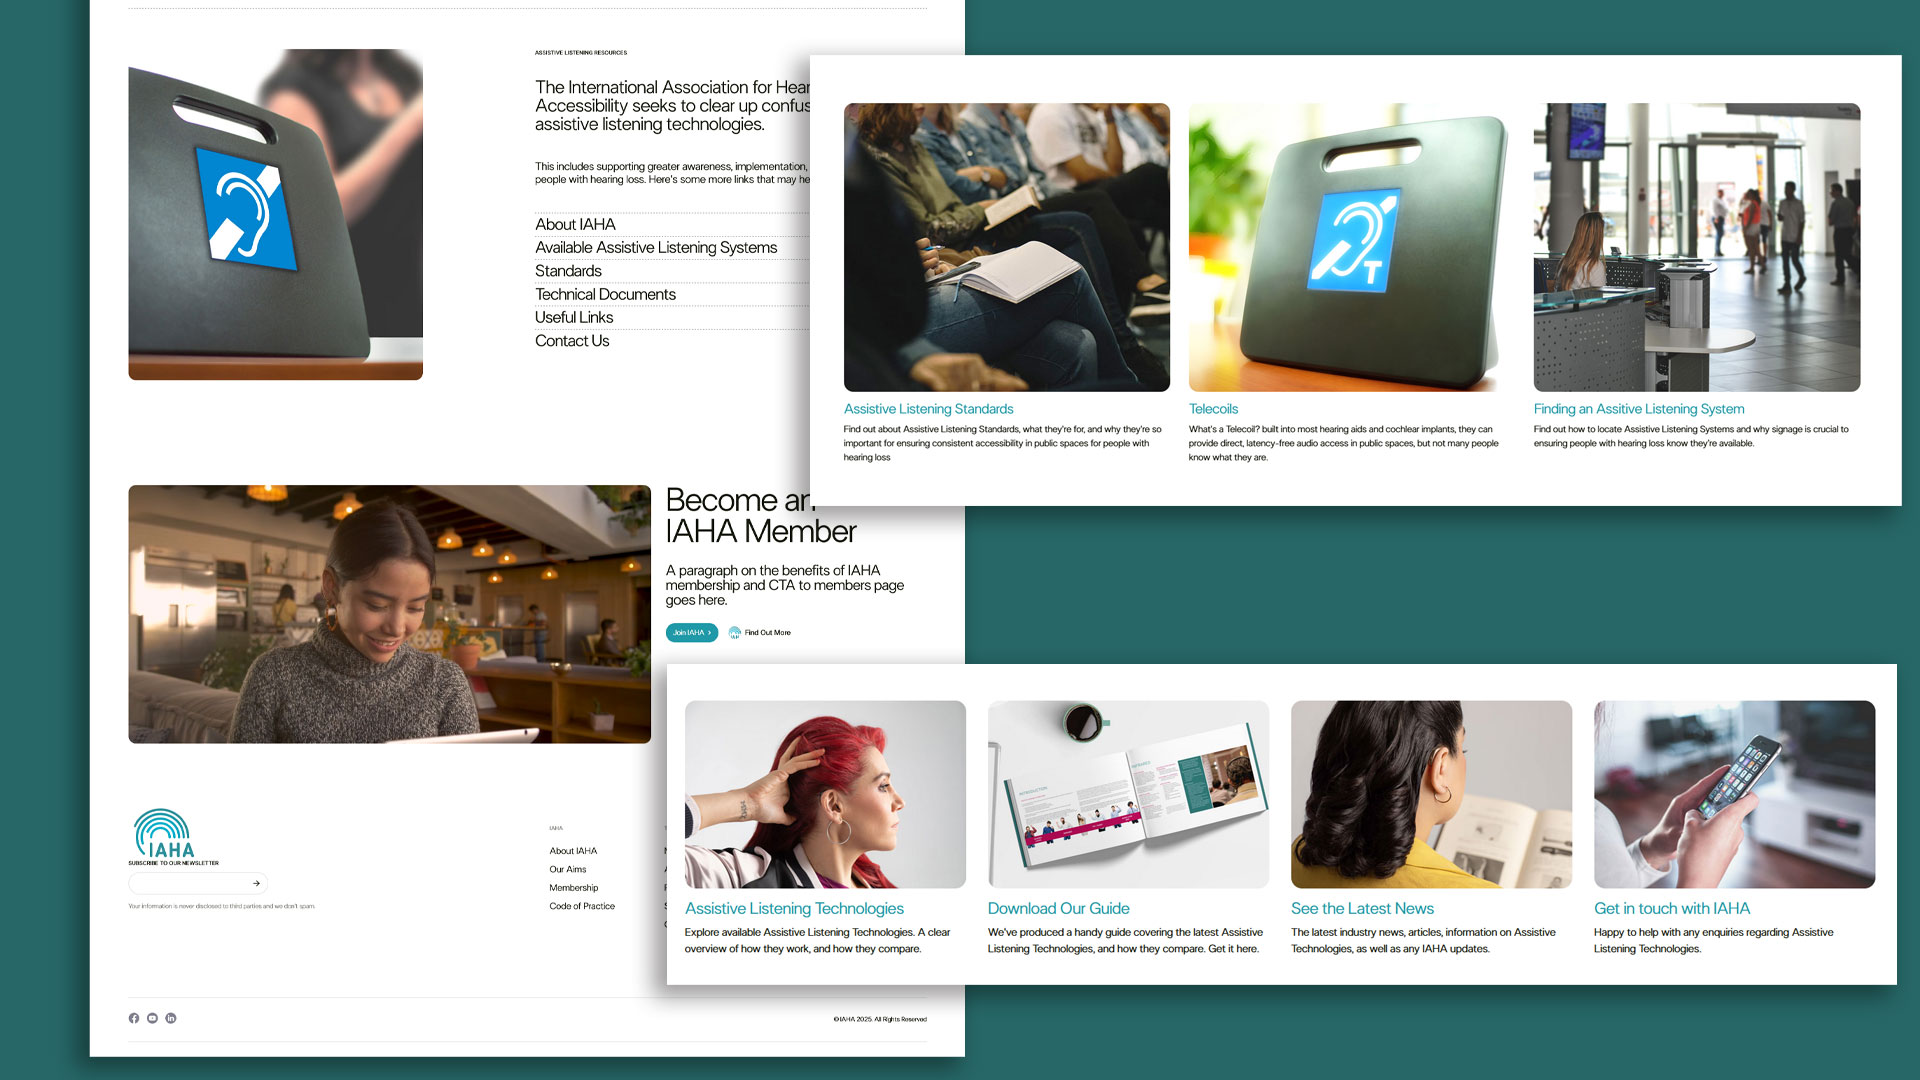 ASSISTIVE LISTENING RESOURCES
The International Association for Hear
Accessibility seeks to clear up confus
assistive listening technologies.
This includes supporting greater awareness, implementation,
people with hearing loss. Here's some more links that may he
About IAHA
Available Assistive Listening Systems
Standards
Technical Documents
Useful Links
Contact Us
T
Assistive Listening Standards
Find out about Assistive Listening Standards, what they're for, and why they're so
important for ensuring consistent accessibility in public spaces for people with
hearing loss
Telecoils
What's a Telecoil? built into most hearing aids and cochlear implants, they can
provide direct, latency-free audio access in public spaces, but not many people
know what they are.
Finding an Assitive Listening System
Find out how to locate Assistive Listening Systems and why signage is crucial to
ensuring people with hearing loss know they're available.
Become an
IAHA Member
A paragraph on the benefits of IAHA
membership and CTA to members page
goes here.
Join IAHA
Find Out More
Assistive Listening Technologies
Explore available Assistive Listening Technologies. A clear
overview of how they work, and how they compare.
Download Our Guide
We've produced a handy guide covering the latest Assistive
Listening Technologies, and how they compare. Get it here.
See the Latest News
The latest industry news, articles, information on Assistive
Technologies, as well as any IAHA updates.
Get in touch with IAHA
Happy to help with any enquiries regarding Assistive
Listening Technologies.
IAHA
SUBSCRIBE TO OUR NEWSLETTER
Your information is never disclosed to third parties and we don't spam.
IAHA
About IAHA
Our Aims
Membership
Code of Practice
© IAHA 2025. All Rights Reserved